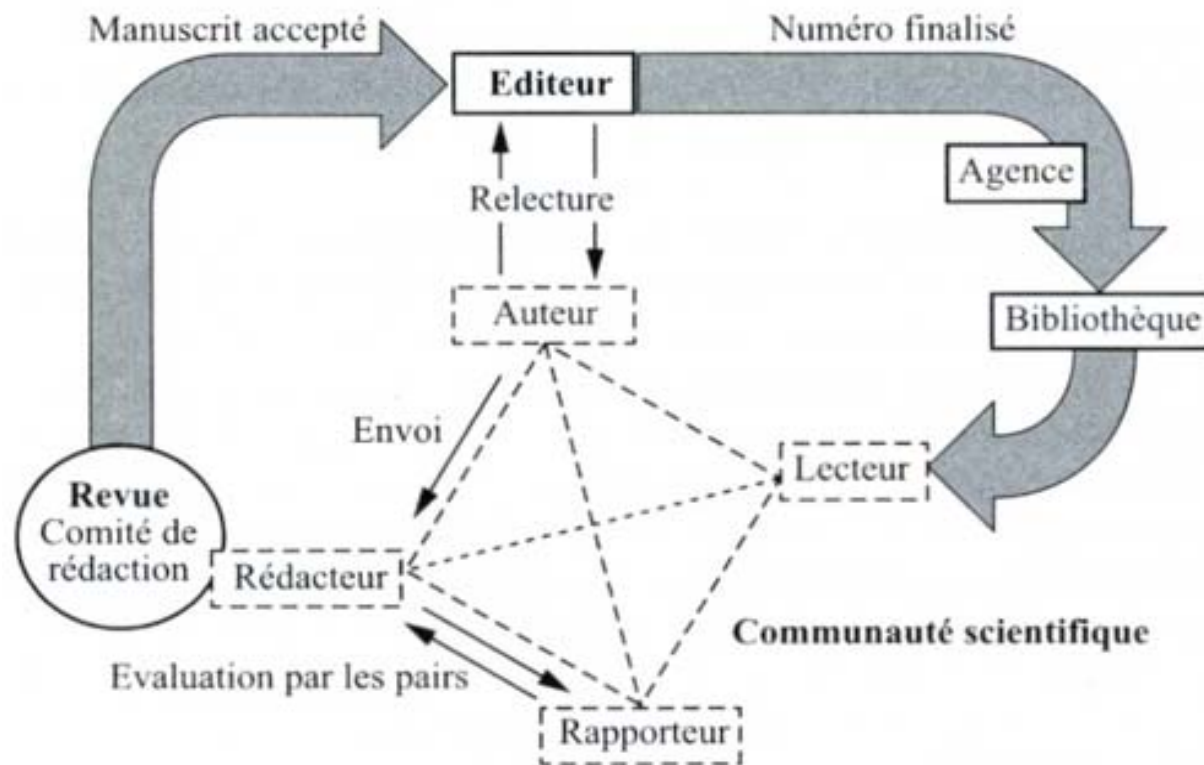 Manuscrit accepté
Numéro finalisé
Editeur
Agence
Relecture
Bibliothèque
Auteur
Envoi
Lecteur
Revue
Comité de
rédaction
Rédacteur
Communauté scientifique
Evaluation par les pairs
Rapporteur